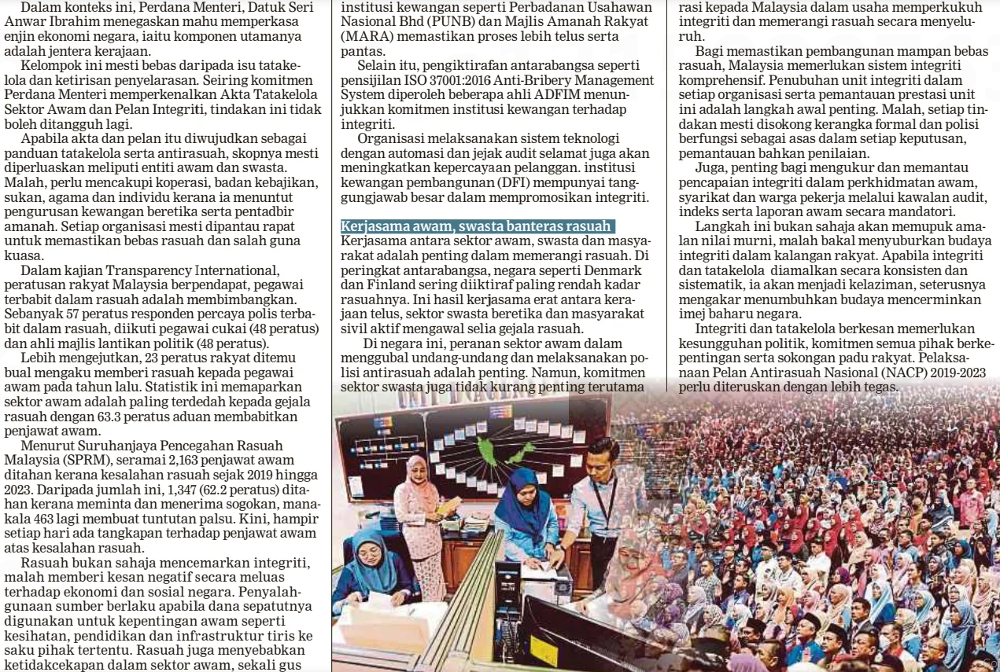 Dalam konteks ini, Perdana Menteri, Datuk Seri
Anwar Ibrahim menegaskan mahu memperkasa
enjin ekonomi negara, iaitu komponen utamanya
adalah jentera kerajaan.
Kelompok ini mesti bebas daripada isu tatake-
lola dan ketirisan penyelarasan. Seiring komitmen
Perdana Menteri memperkenalkan Akta Tatakelola
Sektor Awam dan Pelan Integriti, tindakan ini tidak
boleh ditangguh lagi.
Apabila akta dan pelan itu diwujudkan sebagai
panduan tatakelola serta antirasuah, skopnya mesti
diperluaskan meliputi entiti awam dan swasta.
Malah, perlu mencakupi koperasi, badan kebajikan,
sukan, agama dan individu kerana ia menuntut
pengurusan kewangan beretika serta pentadbir
amanah. Setiap organisasi mesti dipantau rapat
untuk memastikan bebas rasuah dan salah guna
kuasa.
Dalam kajian Transparency International,
peratusan rakyat Malaysia berpendapat, pegawai
terbabit dalam rasuah adalah membimbangkan.
Sebanyak 57 peratus responden percaya polis terba-
bit dalam rasuah, diikuti pegawai cukai (48 peratus)
dan ahli majlis lantikan politik (48 peratus).
Lebih mengejutkan, 23 peratus rakyat ditemu
bual mengaku memberi rasuah kepada pegawai
awam pada tahun lalu. Statistik ini memaparkan
sektor awam adalah paling terdedah kepada gejala
rasuah dengan 63.3 peratus aduan membabitkan
penjawat awam.
Menurut Suruhanjaya Pencegahan Rasuah
Malaysia (SPRM), seramai 2,163 penjawat awam
ditahan kerana kesalahan rasuah sejak 2019 hingga
2023. Daripada jumlah ini, 1,347 (62.2 peratus) dita-
han kerana meminta dan menerima sogokan, mana-
kala 463 lagi membuat tuntutan palsu. Kini, hampir
setiap hari ada tangkapan terhadap penjawat awam
atas kesalahan rasuah.
Rasuah bukan sahaja mencemarkan integriti,
malah memberi kesan negatif secara meluas
terhadap ekonomi dan sosial negara. Penyalah-
gunaan sumber berlaku apabila dana sepatutnya
digunakan untuk kepentingan awam seperti
kesihatan, pendidikan dan infrastruktur tiris ke
saku pihak tertentu. Rasuah juga menyebabkan
ketidakcekapan dalam sektor awam, sekali gus
institusi kewangan seperti Perbadanan Usahawan
Nasional Bhd (PUNB) dan Majlis Amanah Rakyat
(MARA) memastikan proses lebih telus serta
pantas.
Selain itu, pengiktirafan antarabangsa seperti
pensijilan ISO 37001:2016 Anti-Bribery Management
System diperoleh beberapa ahli ADFIM menun-
jukkan komitmen institusi kewangan terhadap
integriti.
Organisasi melaksanakan sistem teknologi
dengan automasi dan jejak audit selamat juga akan
meningkatkan kepercayaan pelanggan. institusi
kewangan pembangunan (DFI) mempunyai tang-
gungjawab besar dalam mempromosikan integriti.
Kerjasama awam, swasta banteras rasuah
Kerjasama antara sektor awam, swasta dan masya-
rakat adalah penting dalam memerangi rasuah. Di
peringkat antarabangsa, negara seperti Denmark
dan Finland sering diiktiraf paling rendah kadar
rasuahnya. Ini hasil kerjasama erat antara kera-
jaan telus, sektor swasta beretika dan masyarakat
sivil aktif mengawal selia gejala rasuah.
Di negara ini, peranan sektor awam dalam
menggubal undang-undang dan melaksanakan po-
lisi antirasuah adalah penting. Namun, komitmen
sektor swasta juga tidak kurang penting terutama
rasi kepada Malaysia dalam usaha memperkukuh
integriti dan memerangi rasuah secara menyelu-
ruh.
Bagi memastikan pembangunan mampan bebas
rasuah, Malaysia memerlukan sistem integriti
komprehensif. Penubuhan unit integriti dalam
setiap organisasi serta pemantauan prestasi unit
ini adalah langkah awal penting. Malah, setiap tin-
dakan mesti disokong kerangka formal dan polisi
berfungsi sebagai asas dalam setiap keputusan,
pemantauan bahkan penilaian.
Juga, penting bagi mengukur dan memantau
pencapaian integriti dalam perkhidmatan awam,
syarikat dan warga pekerja melalui kawalan audit,
indeks serta laporan awam secara mandatori.
Langkah ini bukan sahaja akan memupuk ama-
lan nilai murni, malah bakal menyuburkan budaya
integriti dalam kalangan rakyat. Apabila integriti
dan tatakelola diamalkan secara konsisten dan
sistematik, ia akan menjadi kelaziman, seterusnya
mengakar menumbuhkan budaya mencerminkan
imej baharu negara.
Integriti dan tatakelola berkesan memerlukan
kesungguhan politik, komitmen semua pihak berke-
pentingan serta sokongan padu rakyat. Pelaksa-
naan Pelan Antirasuah Nasional (NACP) 2019-2023
perlu diteruskan dengan lebih tegas.